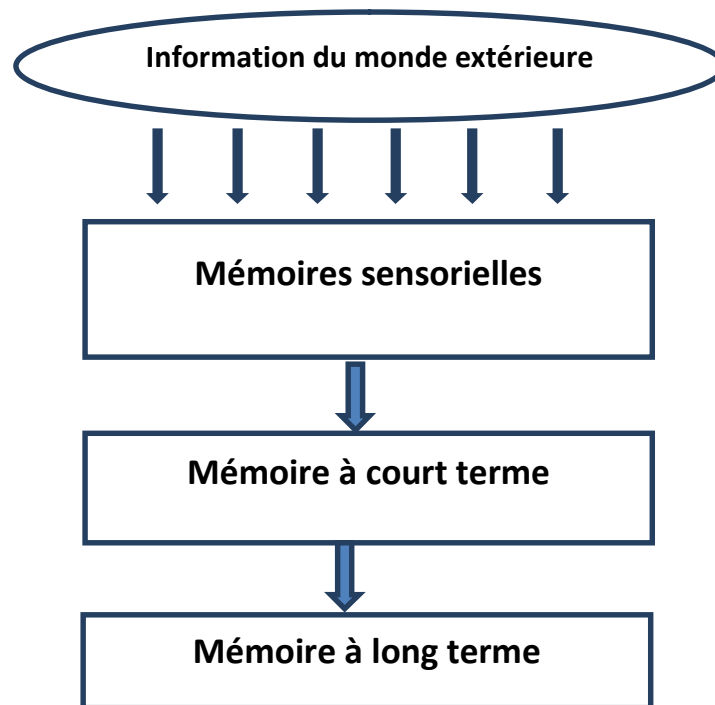 Information du monde extérieure
Mémoires sensorielles
Mémoire à court terme
Mémoire à long terme